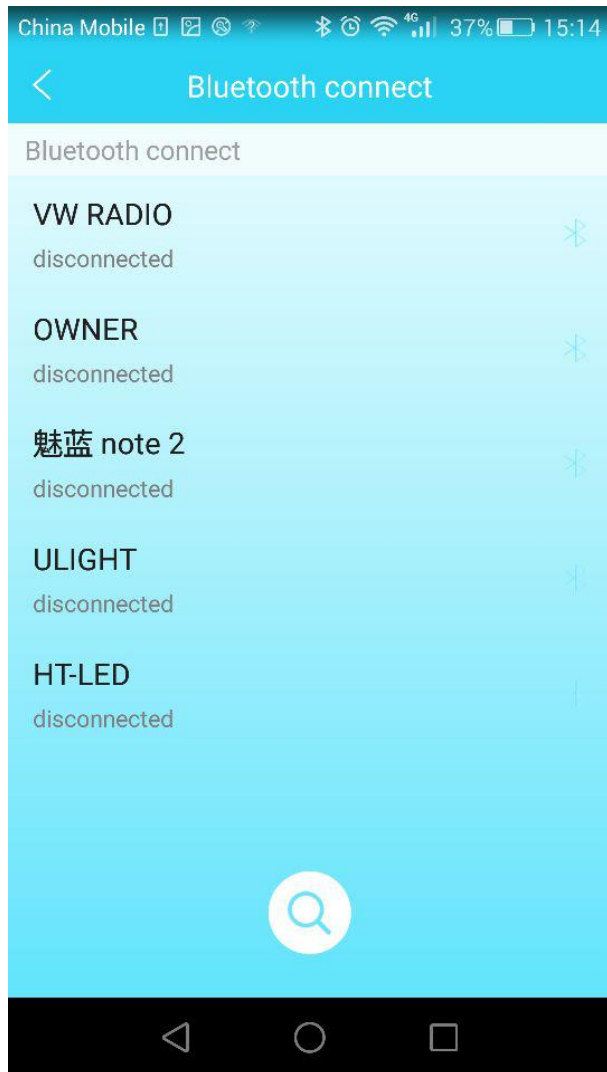 China Mobile 4G 37% 15:14
Bluetooth connect
Bluetooth connect
VW RADIO
disconnected
OWNER
disconnected
魅蓝 note 2
disconnected
ULIGHT
disconnected
HT-LED
disconnected